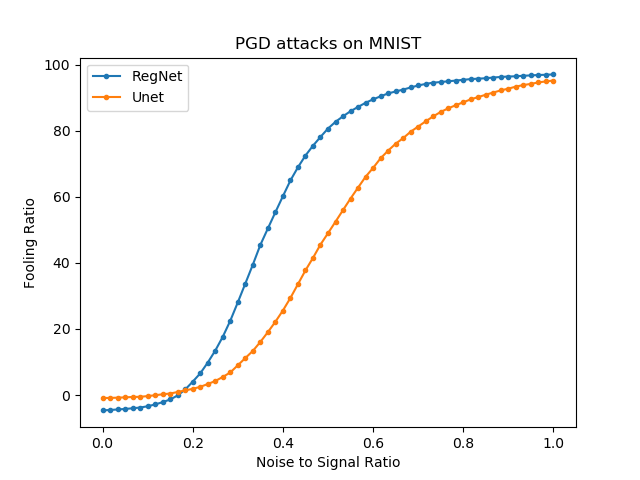 PGD attacks on MNIST
RegNet
Unet
Fooling Ratio
100
80
60
40
20
0
0.0 0.2 0.4 0.6 0.8 1.0
Noise to Signal Ratio